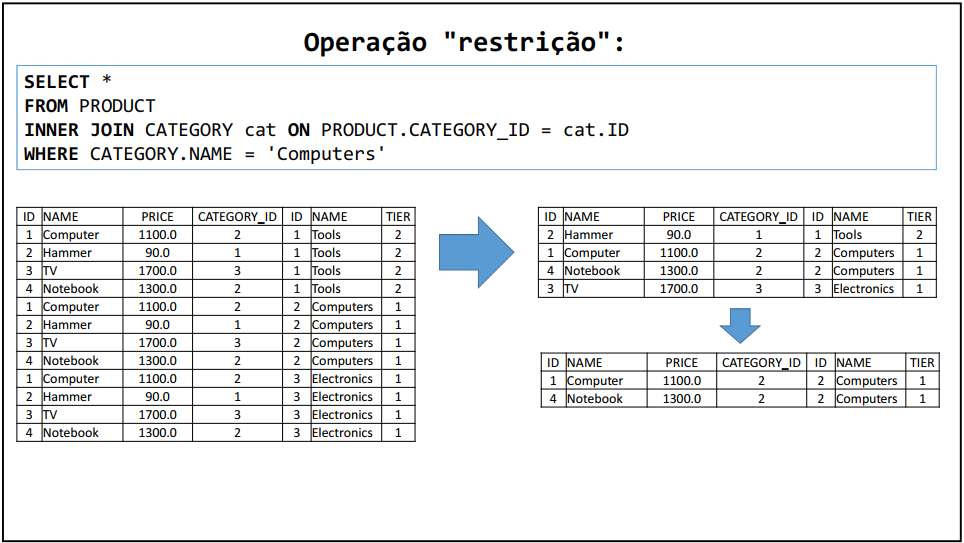 Operação "restrição":
SELECT *
FROM PRODUCT
INNER JOIN CATEGORY cat ON PRODUCT.CATEGORY_ID = cat.ID
WHERE CATEGORY.NAME = 'Computers'
ID NAME PRICE CATEGORY_ID ID NAME TIER
1 Computer 1100.0 2 1 Tools 2
2 Hammer 90.0 1 1 Tools 2
3 TV 1700.0 3 1 Tools 2
4 Notebook 1300.0 2 1 Tools 2
1 Computer 1100.0 2 2 Computers 1
2 Hammer 90.0 1 2 Computers 1
3 TV 1700.0 3 2 Computers 1
4 Notebook 1300.0 2 2 Computers 1
1 Computer 1100.0 2 3 Electronics 1
2 Hammer 90.0 1 3 Electronics 1
3 TV 1700.0 3 3 Electronics 1
4 Notebook 1300.0 2 3 Electronics 1
ID NAME PRICE CATEGORY_ID ID NAME TIER
2 Hammer 90.0 1 1 Tools 2
1 Computer 1100.0 2 2 Computers 1
4 Notebook 1300.0 2 2 Computers 1
3 TV 1700.0 3 3 Electronics 1
ID NAME PRICE CATEGORY_ID ID NAME TIER
1 Computer 1100.0 2 2 Computers 1
4 Notebook 1300.0 2 2 Computers 1